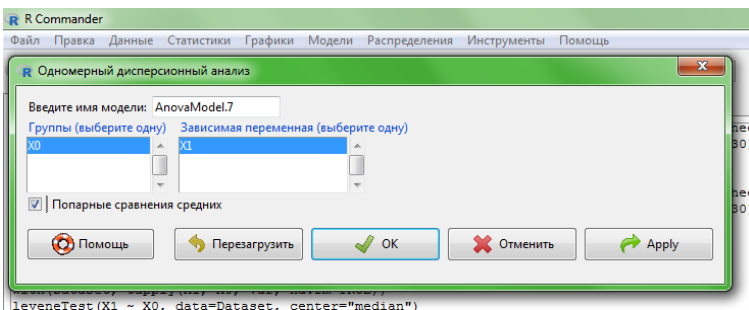 R Commander
Файл Правка Данные Статистики Графики Модели Распределения Инструменты Помощь
Одномерный дисперсионный анализ
Введите имя модели: AnovaModel.7
Группы (выберите одну) Зависимая переменная (выберите одну)
X0 X1
Попарные сравнения средних
Помощь Перезагрузить OK Отменить Apply
leveneTest(X1 ~ X0, data=Dataset, center="median")